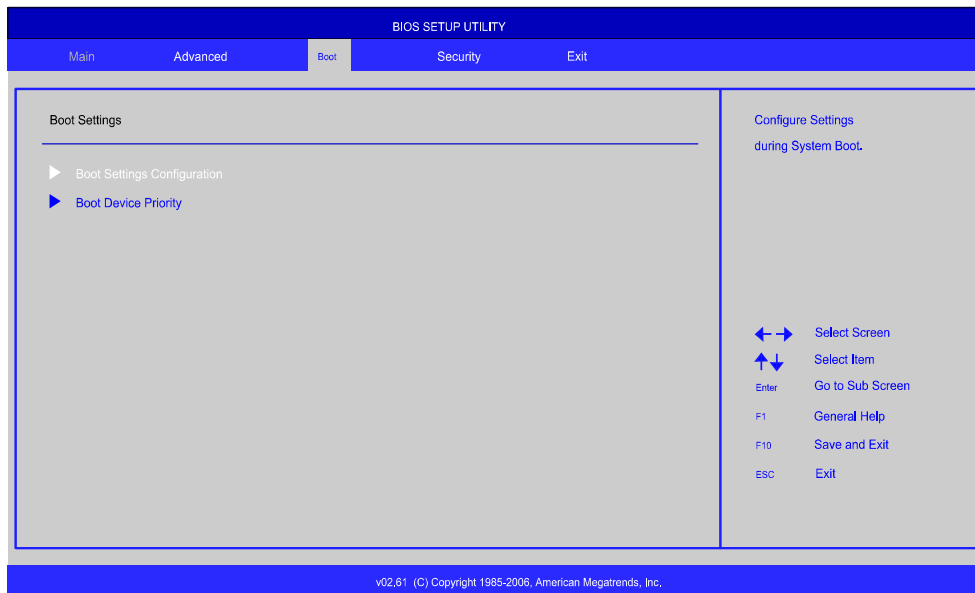 BIOS SETUP UTILITY
Main Advanced Boot Security Exit
Boot Settings
Boot Settings Configuration
Boot Device Priority
Configure Settings
during System Boot.
Select Screen
Select Item
Enter Go to Sub Screen
F1 General Help
F10 Save and Exit
ESC Exit
v02,61 (C) Copyright 1985-2006, American Megatrends, Inc,